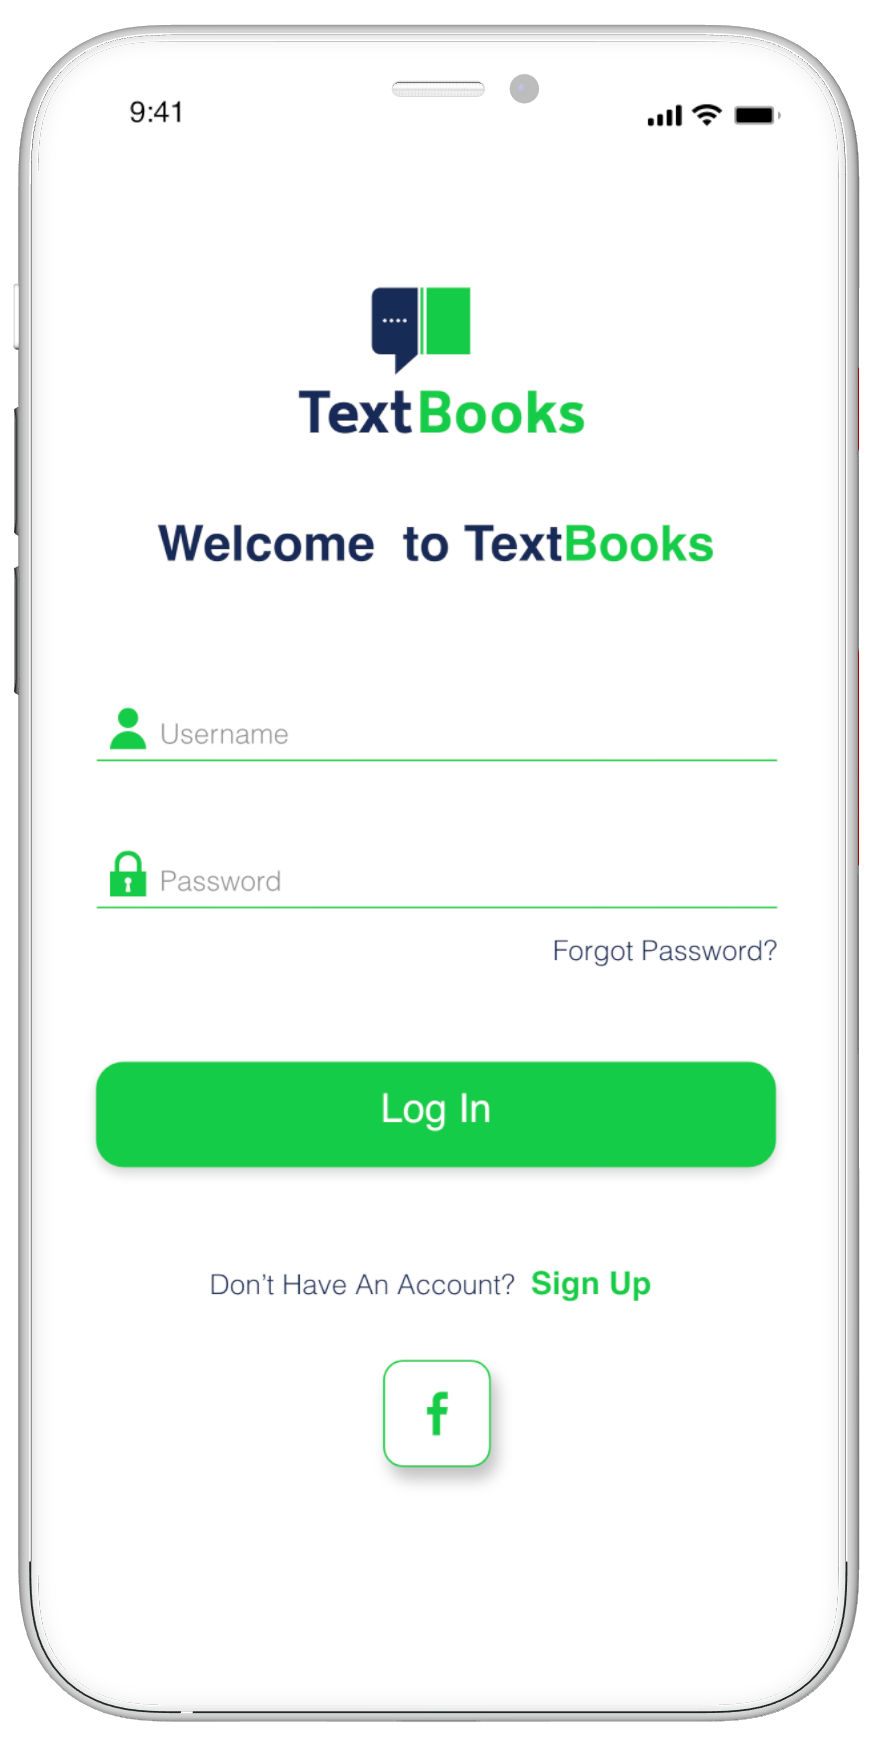 9:41
TextBooks
Welcome to TextBooks
Username
Password
Forgot Password?
Log In
Don't Have An Account? Sign Up
f